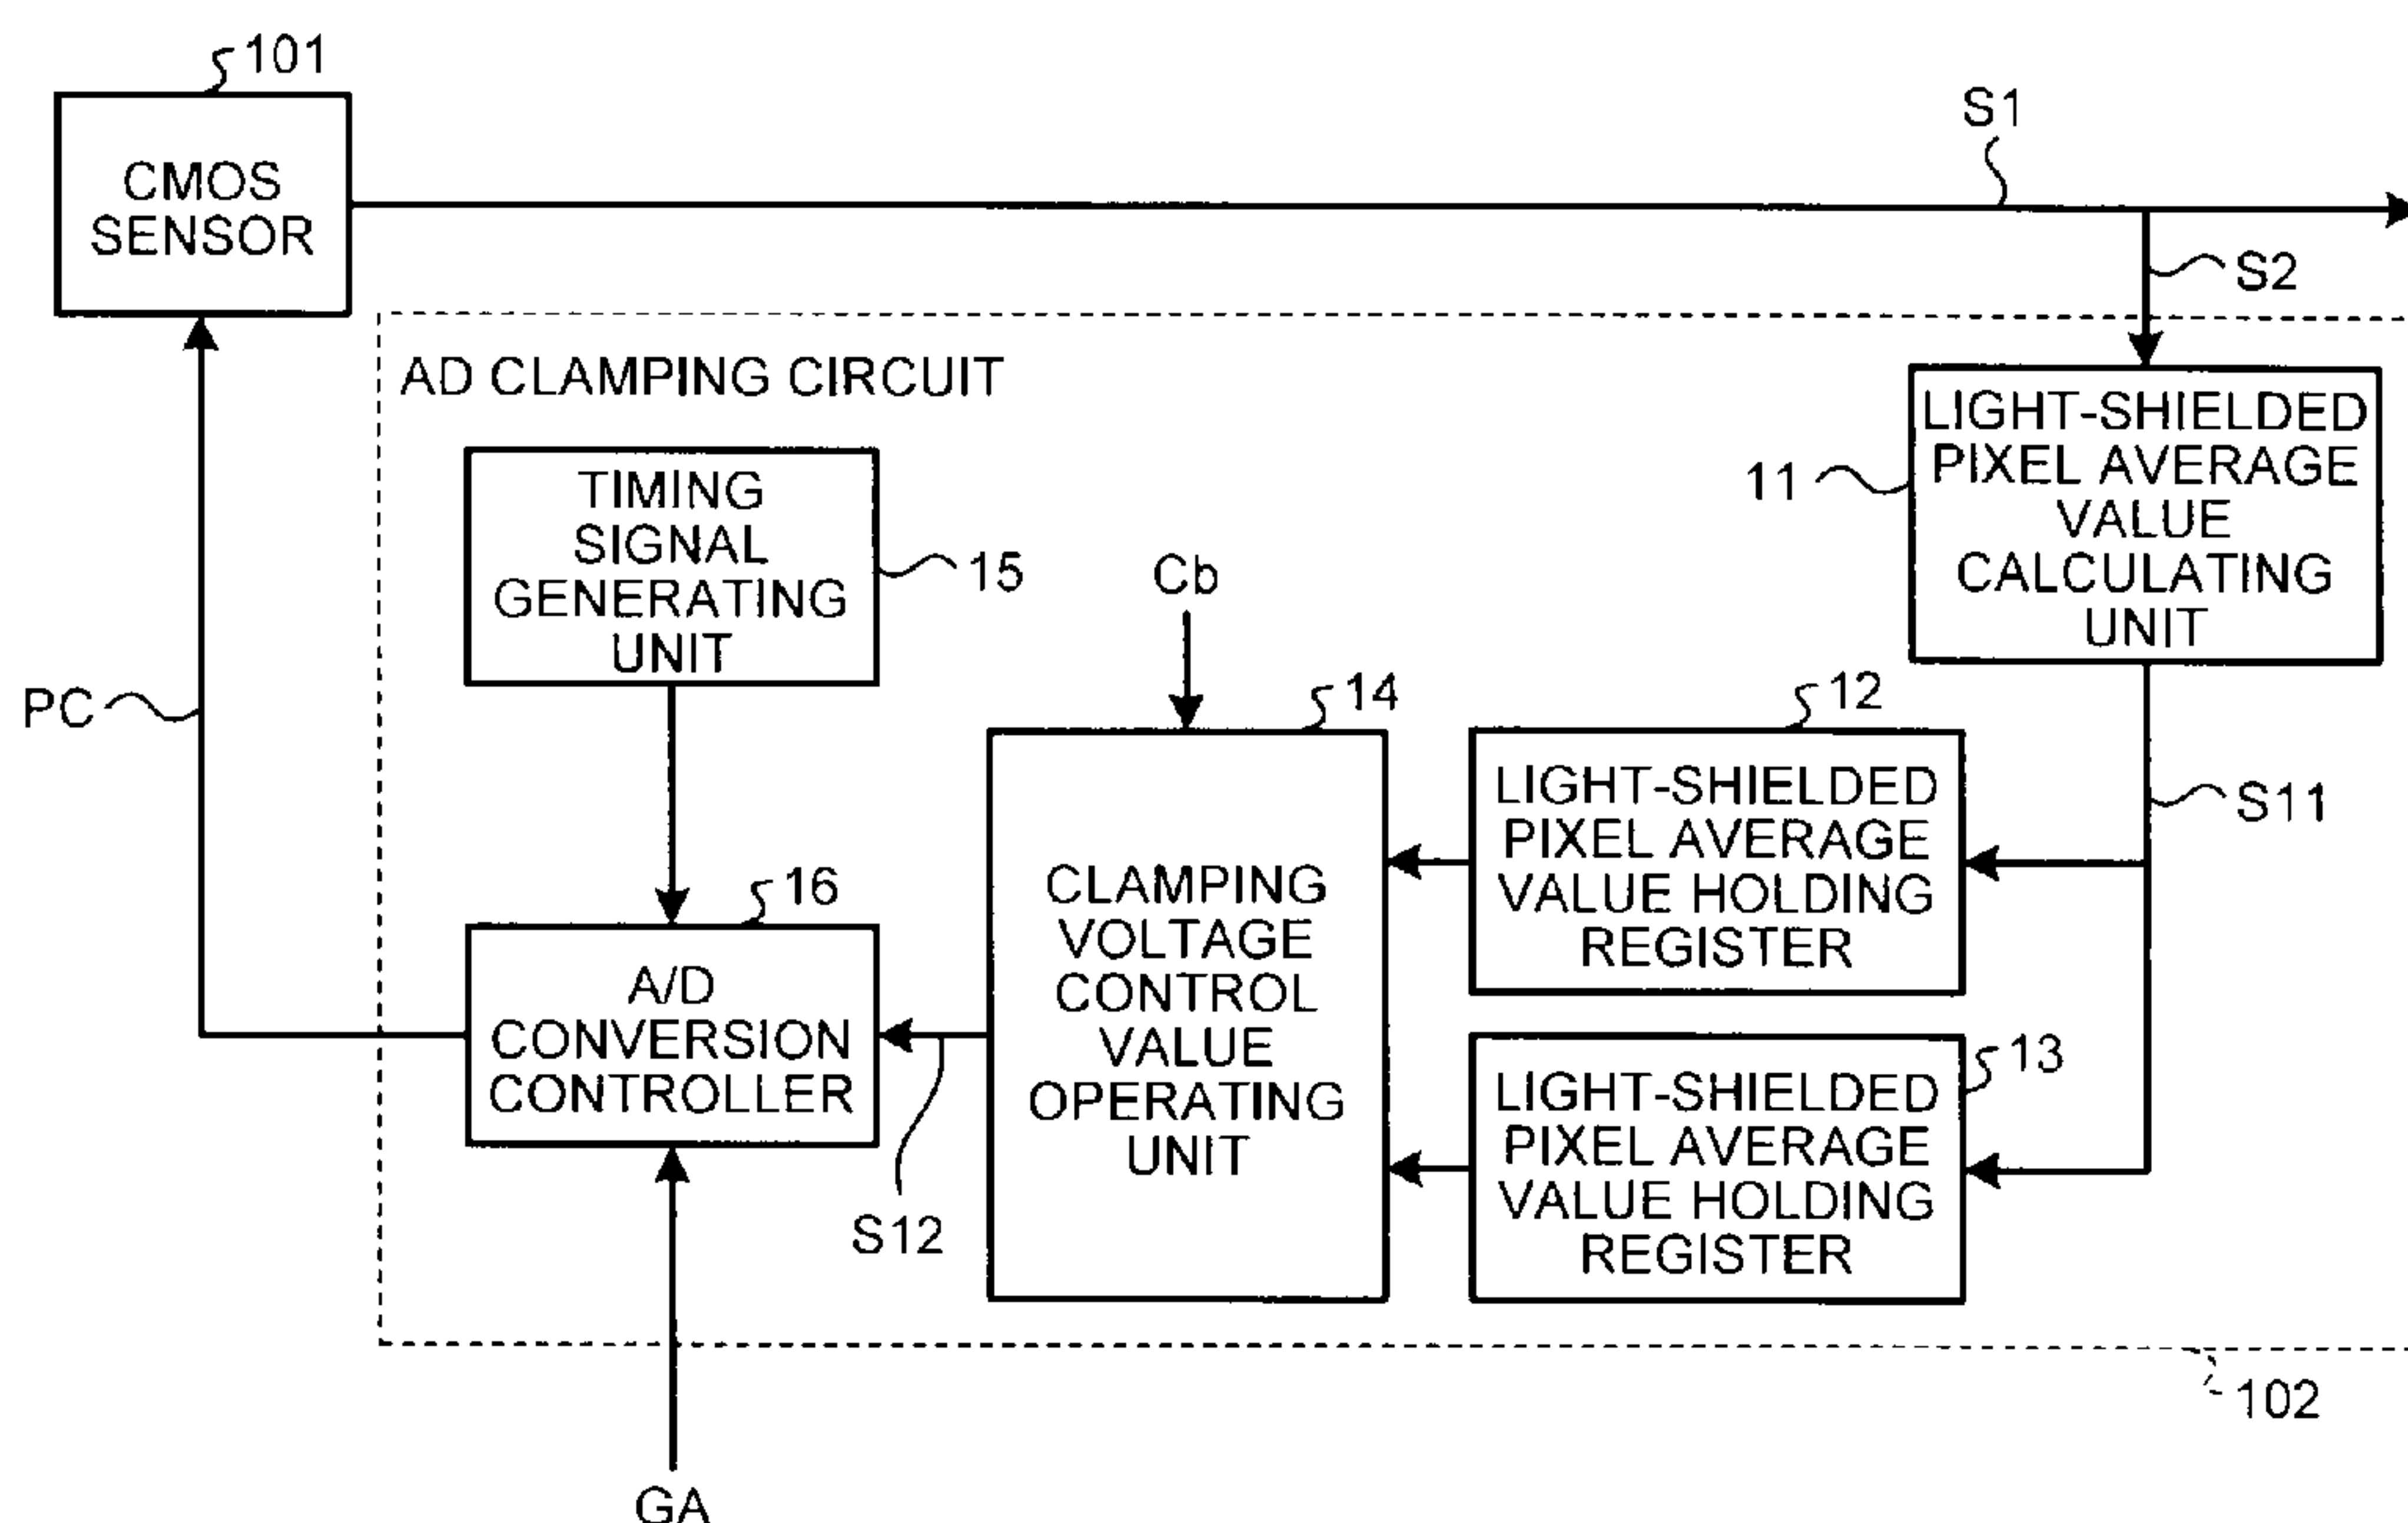 101
CMOS
SENSOR
S1
S2
AD CLAMPING CIRCUIT
TIMING
SIGNAL
GENERATING
UNIT
15
Cb
11
LIGHT-SHIELDED
PIXEL AVERAGE
VALUE
CALCULATING
UNIT
PC
14
12
S11
CLAMPING
VOLTAGE
CONTROL
VALUE
OPERATING
UNIT
LIGHT-SHIELDED
PIXEL AVERAGE
VALUE HOLDING
REGISTER
16
A/D
CONVERSION
CONTROLLER
13
LIGHT-SHIELDED
PIXEL AVERAGE
VALUE HOLDING
REGISTER
S12
102
GA